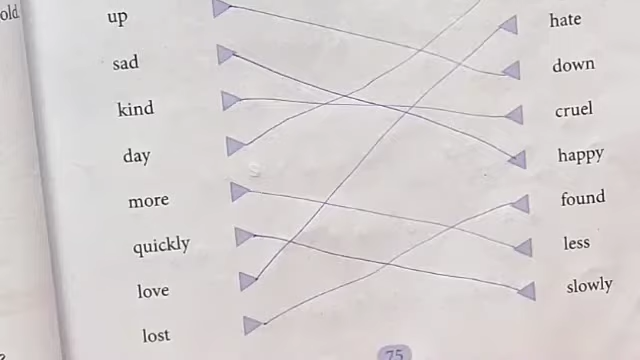 old
up hate
sad down
kind cruel
day happy
more found
quickly less
love slowly
lost
75